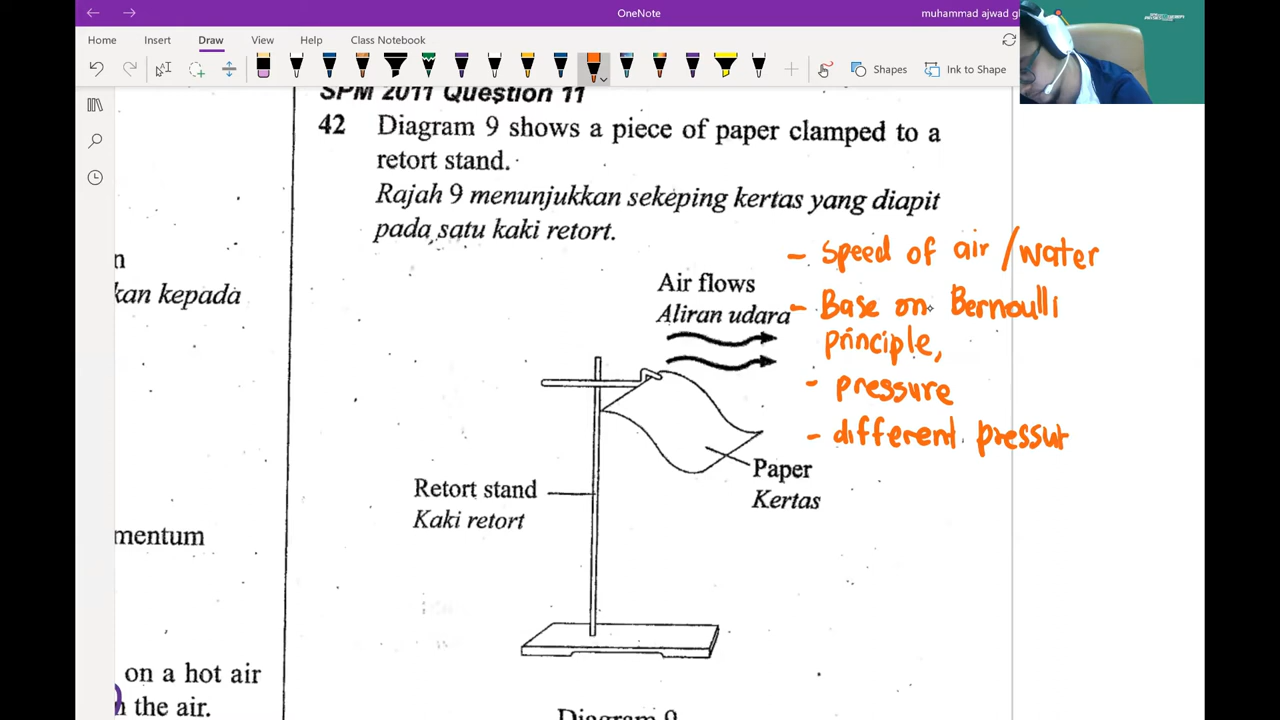 OneNote
muhammad ajwad gh
Home Insert Draw View Help Class Notebook
Shapes Ink to Shape
SPM 2011 Question 11
42 Diagram 9 shows a piece of paper clamped to a
retort stand.
Rajah 9 menunjukkan sekeping kertas yang diapit
pada satu kaki retort.
n
kan kepada
mentum
on a hot air
the air.
Air flows
Aliran udara
- Speed of air / water
- Base on Bernoulli
principle,
- pressure
- different pressur
Paper
Kertas
Retort stand
Kaki retort
Diagram 9